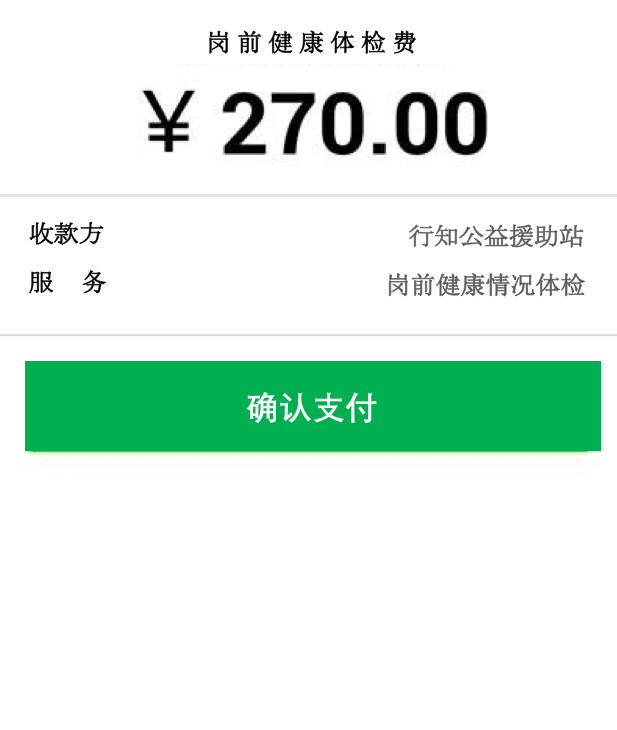 岗前健康体检费
¥ 270.00
收款方 行知公益援助站
服 务 岗前健康情况体检
确认支付